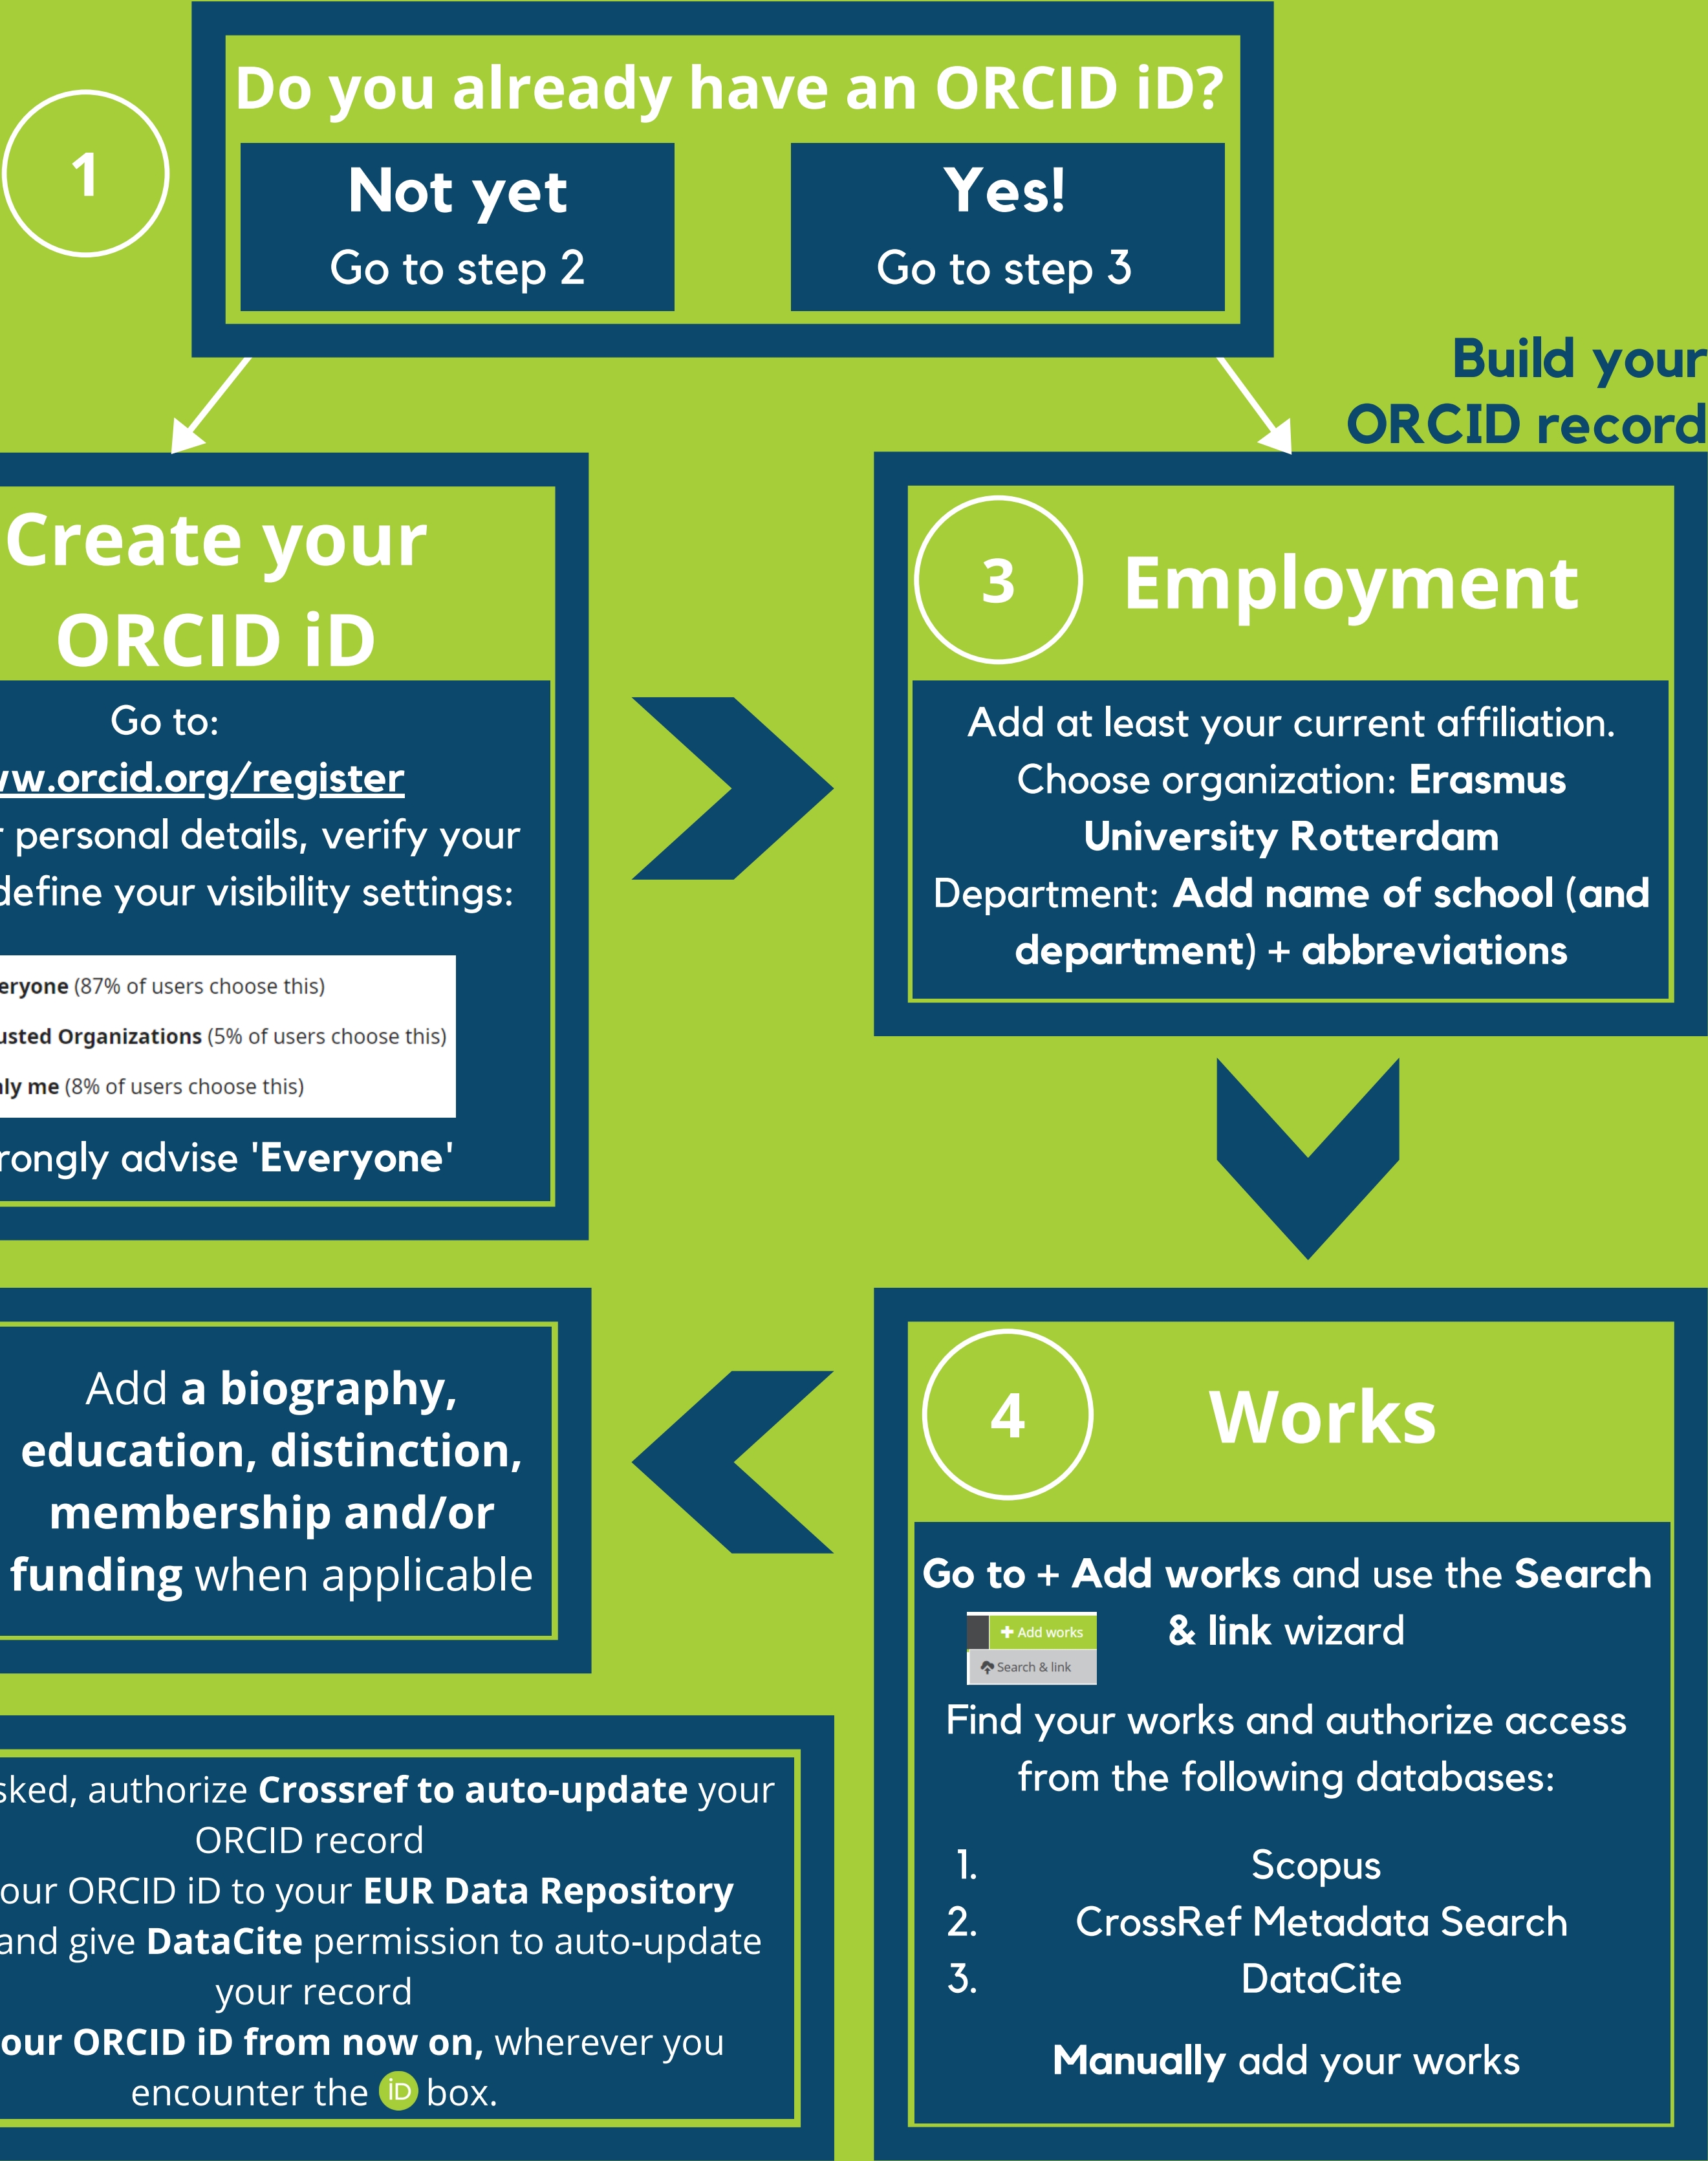 Do you already have an ORCID iD?
1
Not yet
Go to step 2
Yes!
Go to step 3
Build your
ORCID record
Create your
ORCID iD
Go to:
ww.orcid.org/register
personal details, verify your
define your visibility settings:
eryone (87% of users choose this)
usted Organizations (5% of users choose this)
nly me (8% of users choose this)
rongly advise 'Everyone'
3
Employment
Add at least your current affiliation.
Choose organization: Erasmus
University Rotterdam
Department: Add name of school (and
department) + abbreviations
4
Works
Go to + Add works and use the Search
& link wizard
Add works
Search & link
Find your works and authorize access
from the following databases:
1. Scopus
2. CrossRef Metadata Search
3. DataCite
Manually add your works
Add a biography,
education, distinction,
membership and/or
funding when applicable
sked, authorize Crossref to auto-update your
ORCID record
our ORCID iD to your EUR Data Repository
and give DataCite permission to auto-update
your record
our ORCID iD from now on, wherever you
encounter the iD box.